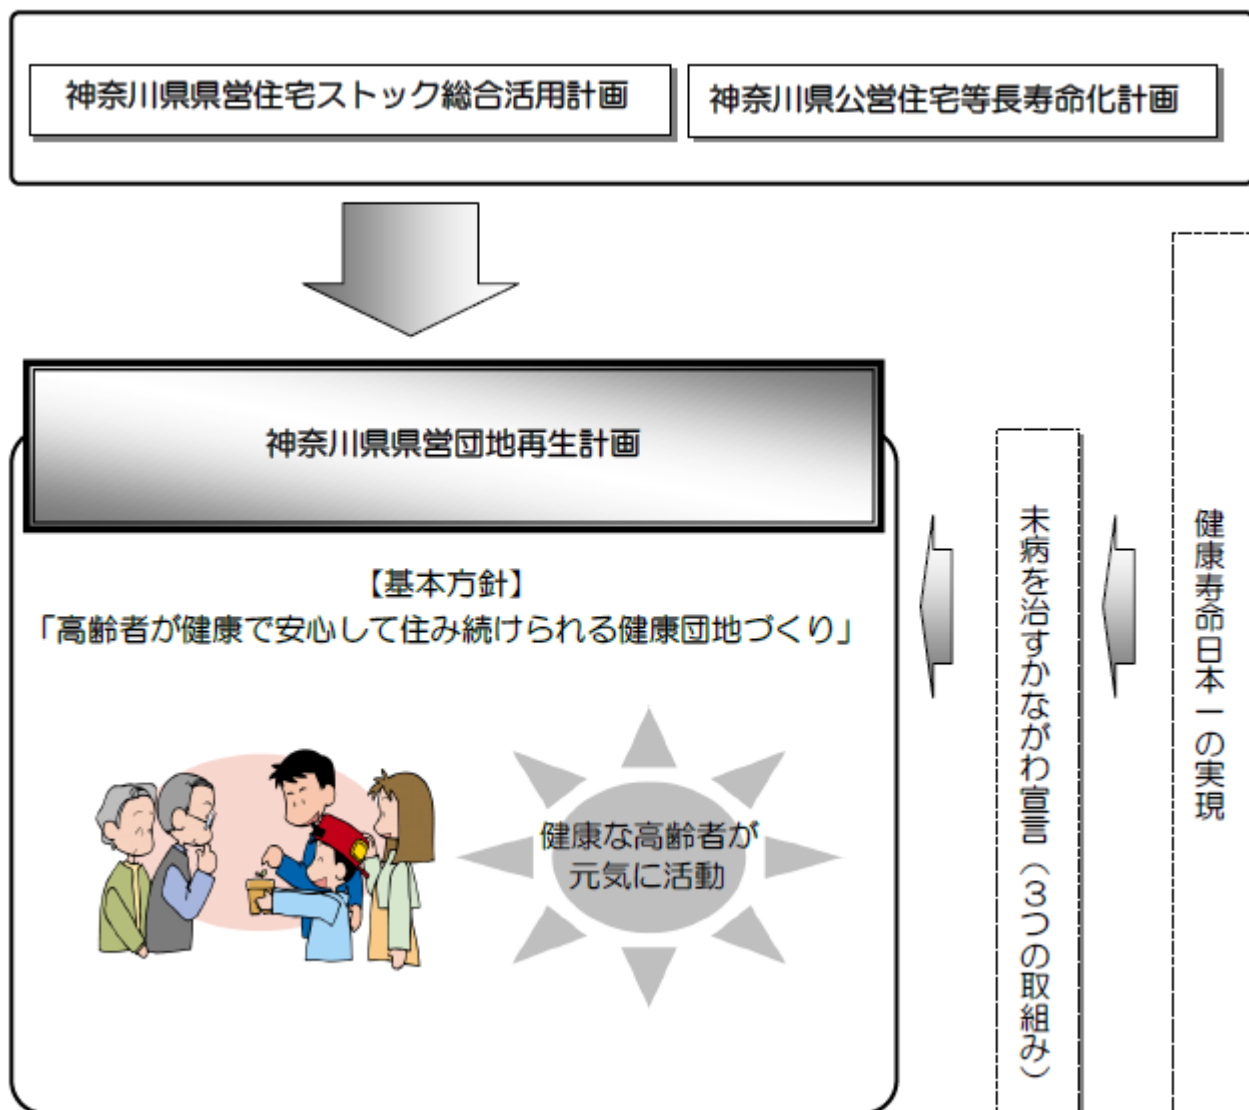 神奈川県県営住宅ストック総合活用計画
神奈川県公営住宅等長寿命化計画
神奈川県県営団地再生計画
【基本方針】
「高齢者が健康で安心して住み続けられる健康団地づくり」
健康な高齢者が
元気に活動
未病を治すかながわ宣言(3つの取組み)
健康寿命日本一の実現